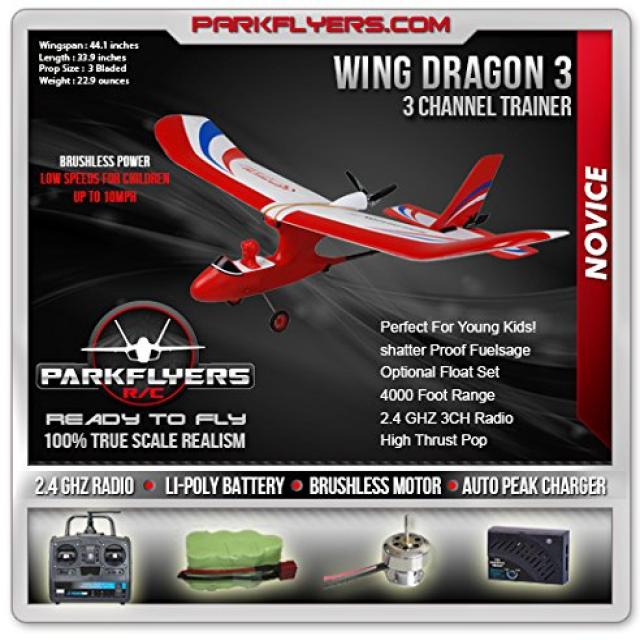 PARKFLYERS.COM
Wingspan : 44.1 inches
Length : 33.9 inches
Prop Size : 3 Bladed
Weight : 22.9 ounces
WING DRAGON 3
3 CHANNEL TRAINER
BRUSHLESS POWER
LOW SPEEDS FOR CHILDREN
UP TO 10MPH
NOVICE
Perfect For Young Kids!
shatter Proof Fuelsage
Optional Float Set
4000 Foot Range
2.4 GHZ 3CH Radio
High Thrust Pop
PARKFLYERS
R/C
READY TO FLY
100% TRUE SCALE REALISM
2.4 GHZ RADIO • LI-POLY BATTERY • BRUSHLESS MOTOR • AUTO PEAK CHARGER